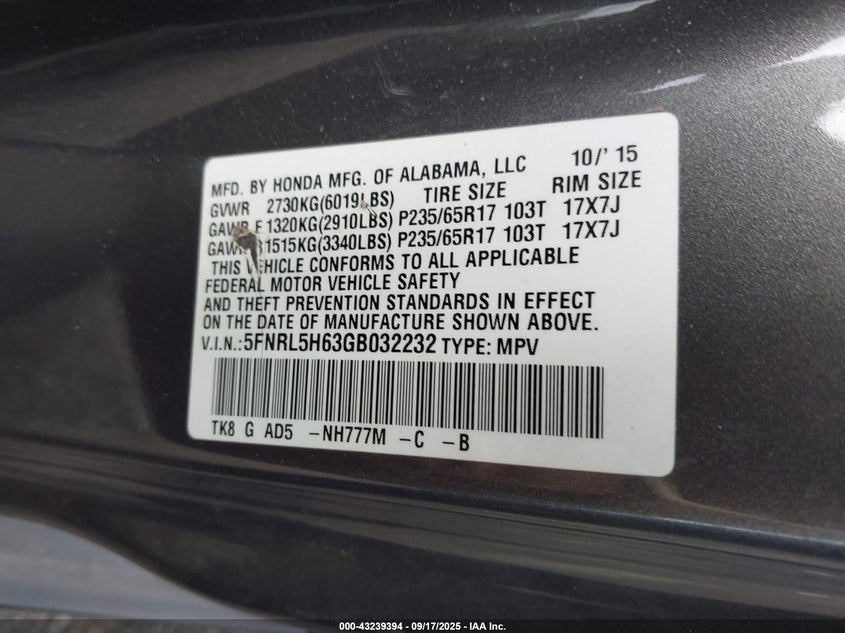 MFD. BY HONDA MFG. OF ALABAMA, LLC 10/' 15
GVWR 2730KG(6019LBS) TIRE SIZE RIM SIZE
GAWR F 1320KG(2910LBS) P235/65R17 103T 17X7J
GAWR R1515KG(3340LBS) P235/65R17 103T 17X7J
THIS VEHICLE CONFORMS TO ALL APPLICABLE
FEDERAL MOTOR VEHICLE SAFETY
AND THEFT PREVENTION STANDARDS IN EFFECT
ON THE DATE OF MANUFACTURE SHOWN ABOVE.
V.I.N.:5FNRL5H63GB032232 TYPE: MPV
TK8 G AD5 -NH777M -C -B
000-43239394 - 09/17/2025 - IAA Inc.